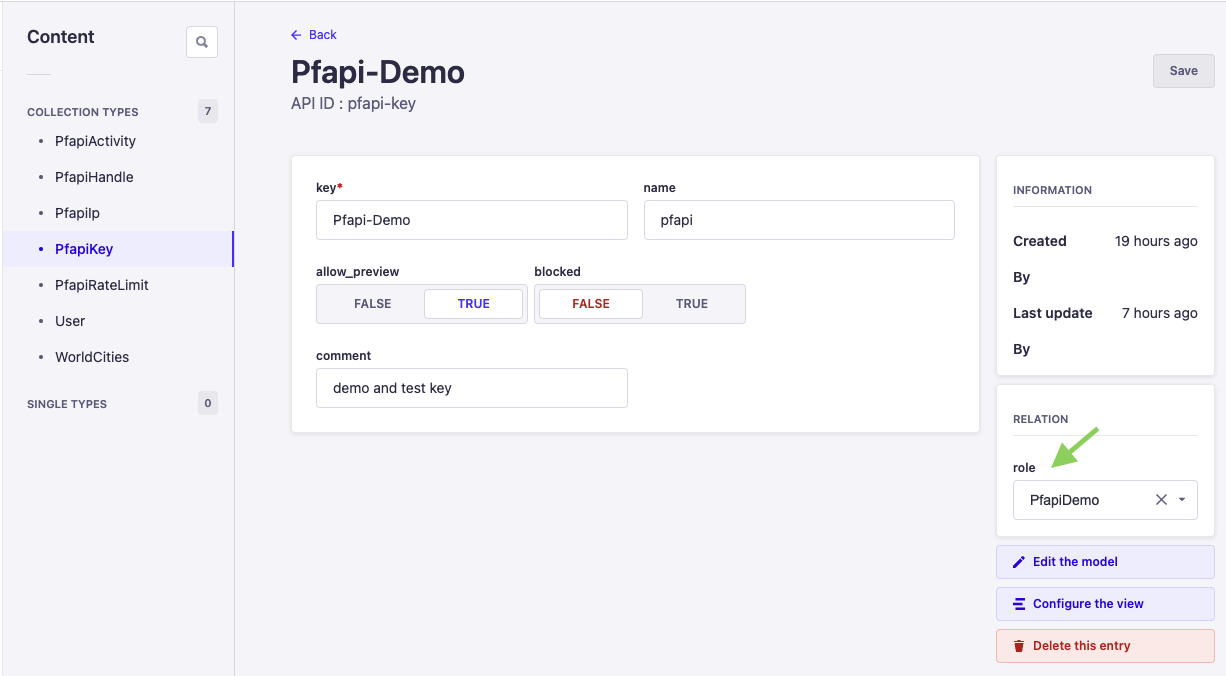 Content
COLLECTION TYPES 7
PfapiActivity
PfapiHandle
PfapiIp
PfapiKey
PfapiRateLimit
User
WorldCities
SINGLE TYPES 0
Back
Pfapi-Demo
API ID : pfapi-key
Save
key*
Pfapi-Demo
name
pfapi
allow_preview
FALSE TRUE
blocked
FALSE TRUE
comment
demo and test key
INFORMATION
Created 19 hours ago
By
Last update 7 hours ago
By
RELATION
role
PfapiDemo
Edit the model
Configure the view
Delete this entry